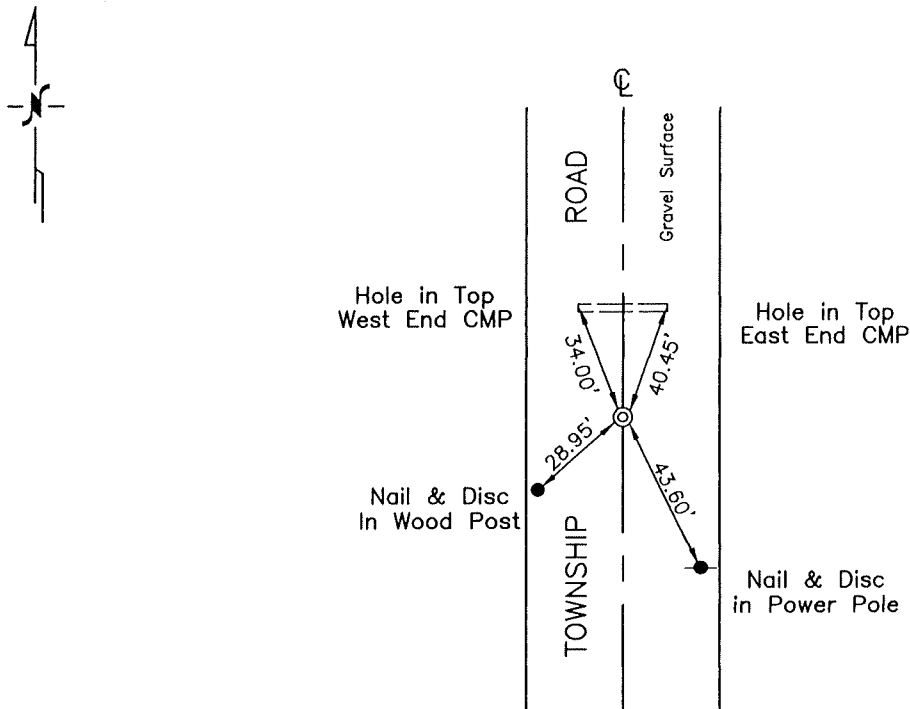 N
℄
ROAD
Gravel Surface
Hole in Top
West End CMP
Hole in Top
East End CMP
34.00'
40.45'
28.95'
43.60'
Nail & Disc
In Wood Post
TOWNSHIP
Nail & Disc
in Power Pole